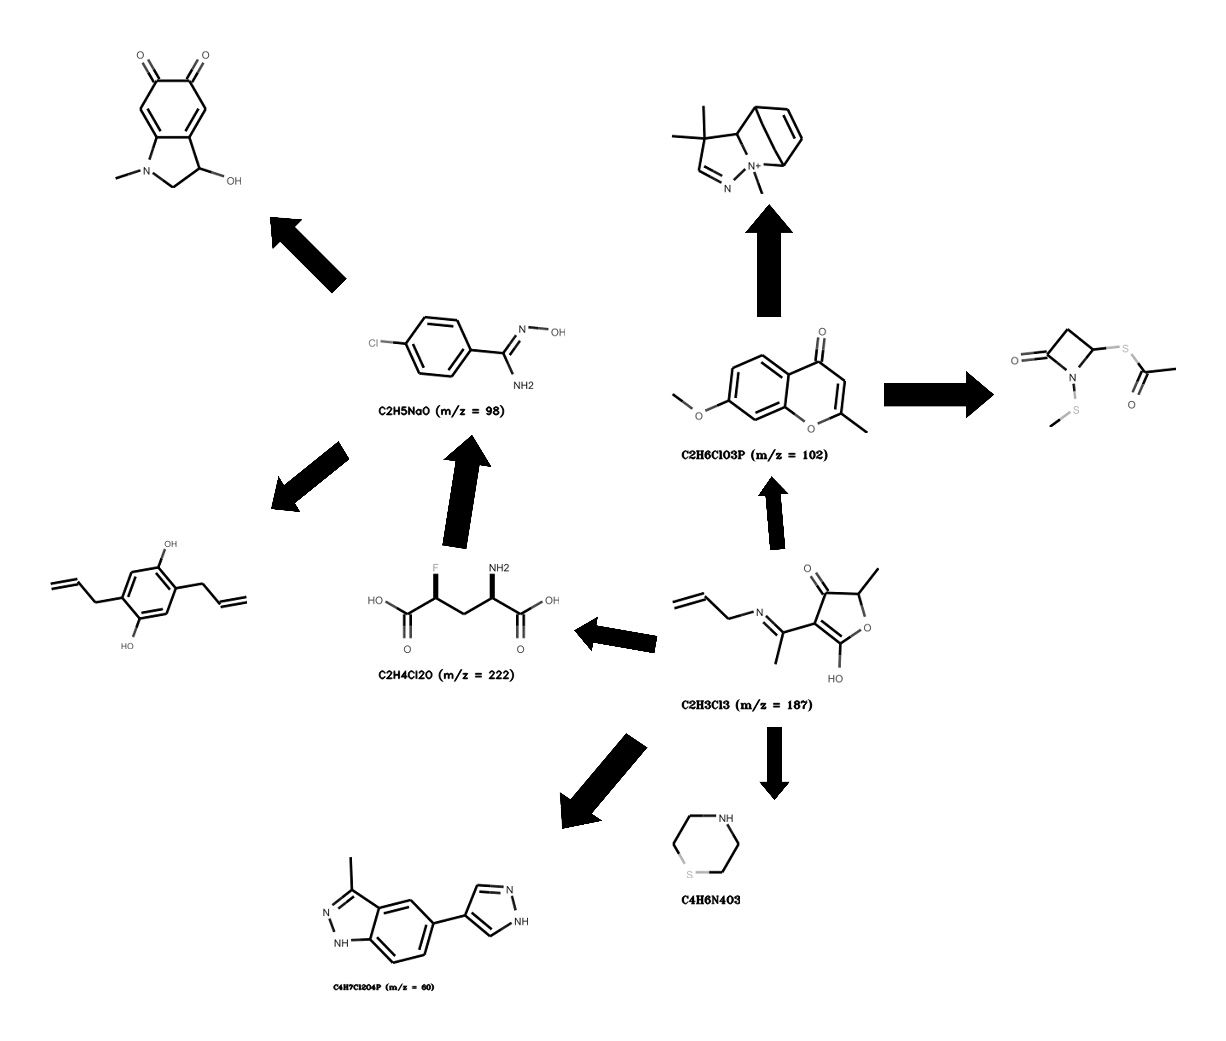 O O
N
OH
N+
N
Cl
N
OH
NH2
C2H5NaO (m/z = 98)
O
O
O
C2H6ClO3P (m/z = 102)
O
N
S
S
O
OH
HO
F
NH2
HO
OH
O
O
C2H4Cl2O (m/z = 222)
O
N
O
HO
C2H3Cl3 (m/z = 187)
NH
S
C4H6N4O3
N
NH
N
NH
C4H7Cl2O4P (m/z = 60)